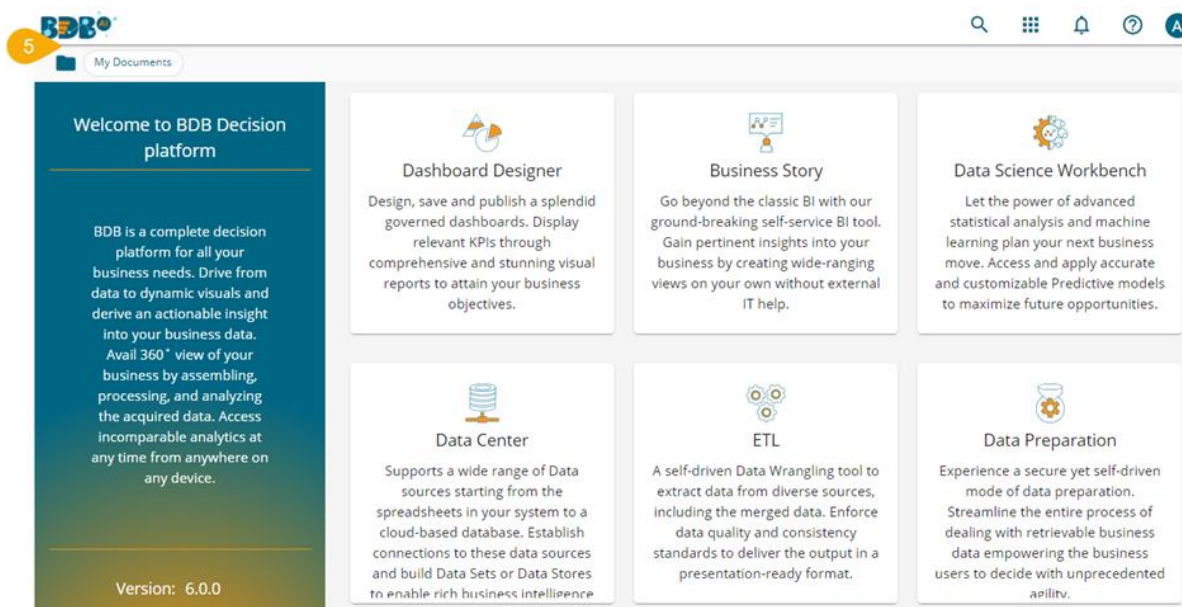 BDB AI
5
A
My Documents
Welcome to BDB Decision
platform
BDB is a complete decision
platform for all your
business needs. Drive from
data to dynamic visuals and
derive an actionable insight
into your business data.
Avail 360˚ view of your
business by assembling,
processing, and analyzing
the acquired data. Access
incomparable analytics at
any time from anywhere on
any device.
Version: 6.0.0
Dashboard Designer
Design, save and publish a splendid
governed dashboards. Display
relevant KPIs through
comprehensive and stunning visual
reports to attain your business
objectives.
Business Story
Go beyond the classic BI with our
ground-breaking self-service BI tool.
Gain pertinent insights into your
business by creating wide-ranging
views on your own without external
IT help.
Data Science Workbench
Let the power of advanced
statistical analysis and machine
learning plan your next business
move. Access and apply accurate
and customizable Predictive models
to maximize future opportunities.
Data Center
Supports a wide range of Data
sources starting from the
spreadsheets in your system to a
cloud-based database. Establish
connections to these data sources
and build Data Sets or Data Stores
to enable rich business intelligence
ETL
A self-driven Data Wrangling tool to
extract data from diverse sources,
including the merged data. Enforce
data quality and consistency
standards to deliver the output in a
presentation-ready format.
Data Preparation
Experience a secure yet self-driven
mode of data preparation.
Streamline the entire process of
dealing with retrievable business
data empowering the business
users to decide with unprecedented
agility.